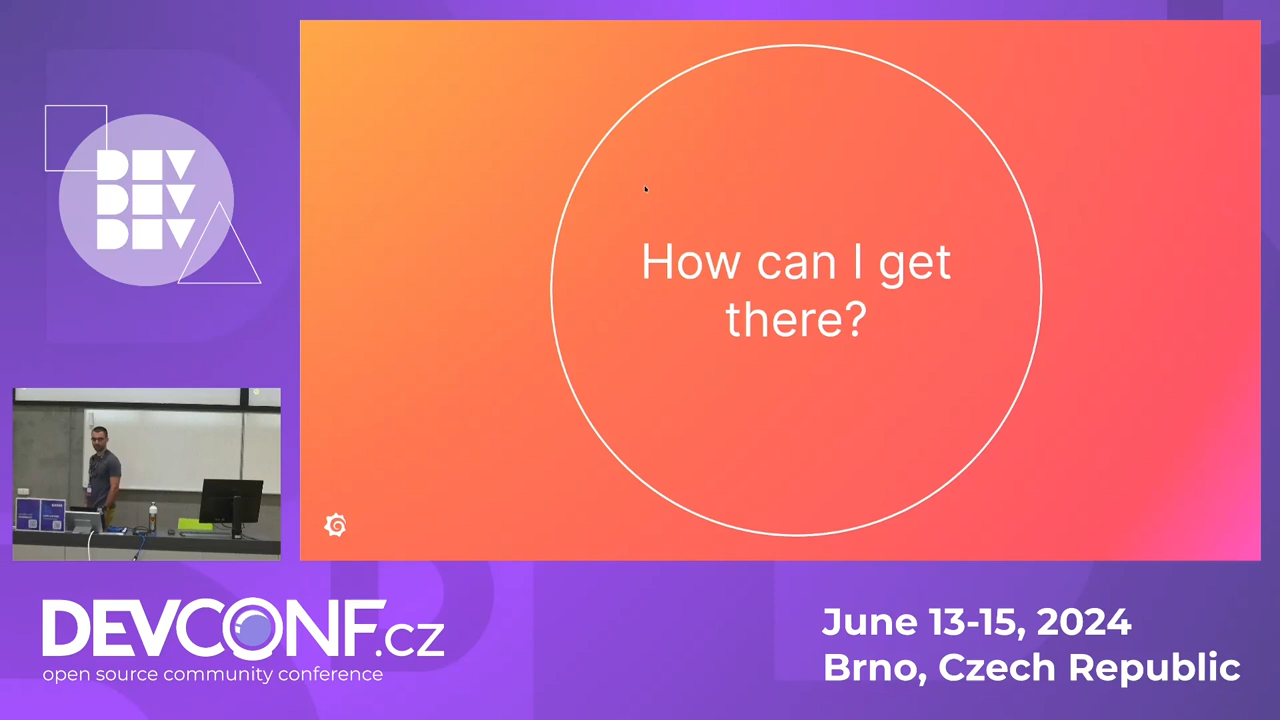 DEV
DEV
DEV
How can I get
there?
DEVCONF.cz
open source community conference
June 13-15, 2024
Brno, Czech Republic